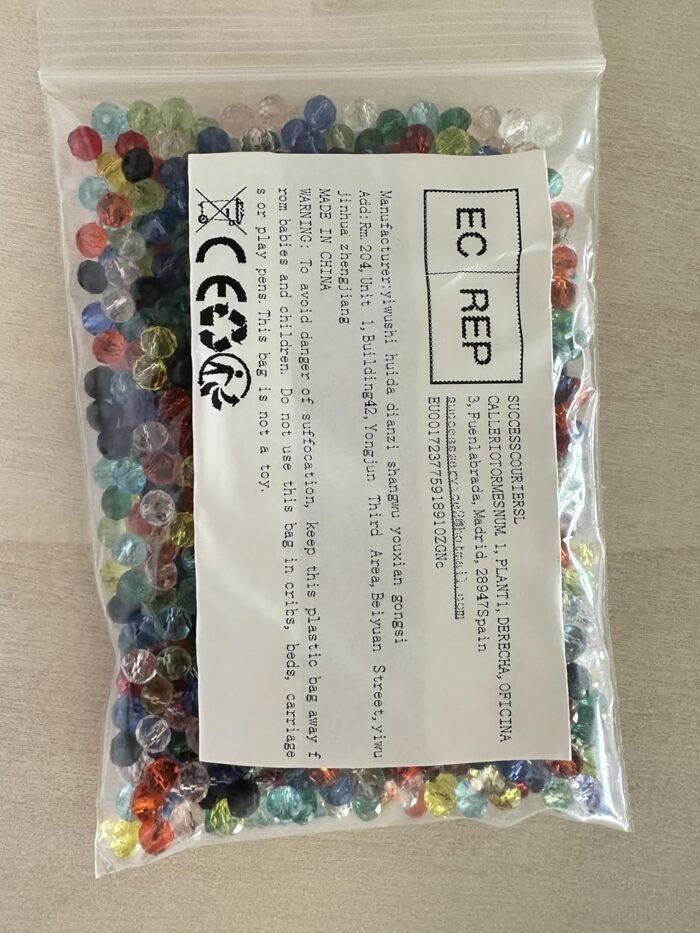 EC REP
SUCCESSCOURIERSL
CALLERIOTORMESNUM 1, PLANT1, DERECHA, OFICINA
3, Fuenlabrada, Madrid, 28947Spain
EU001723775918910ZGNc
Manufacturer:yiwushi huida dianzi shangwu youxian gongsi
Add:Rm 204, Unit 1, Building42, Yongjun Third Area, Beiyuan Street, yiwu
jinhua zhengjiang
MADE IN CHINA
WARNING: To avoid danger of suffocation, keep this plastic bag away f
rom babies and children. Do not use this bag in cribs, beds, carriage
s or play pens. This bag is not a toy.
CE